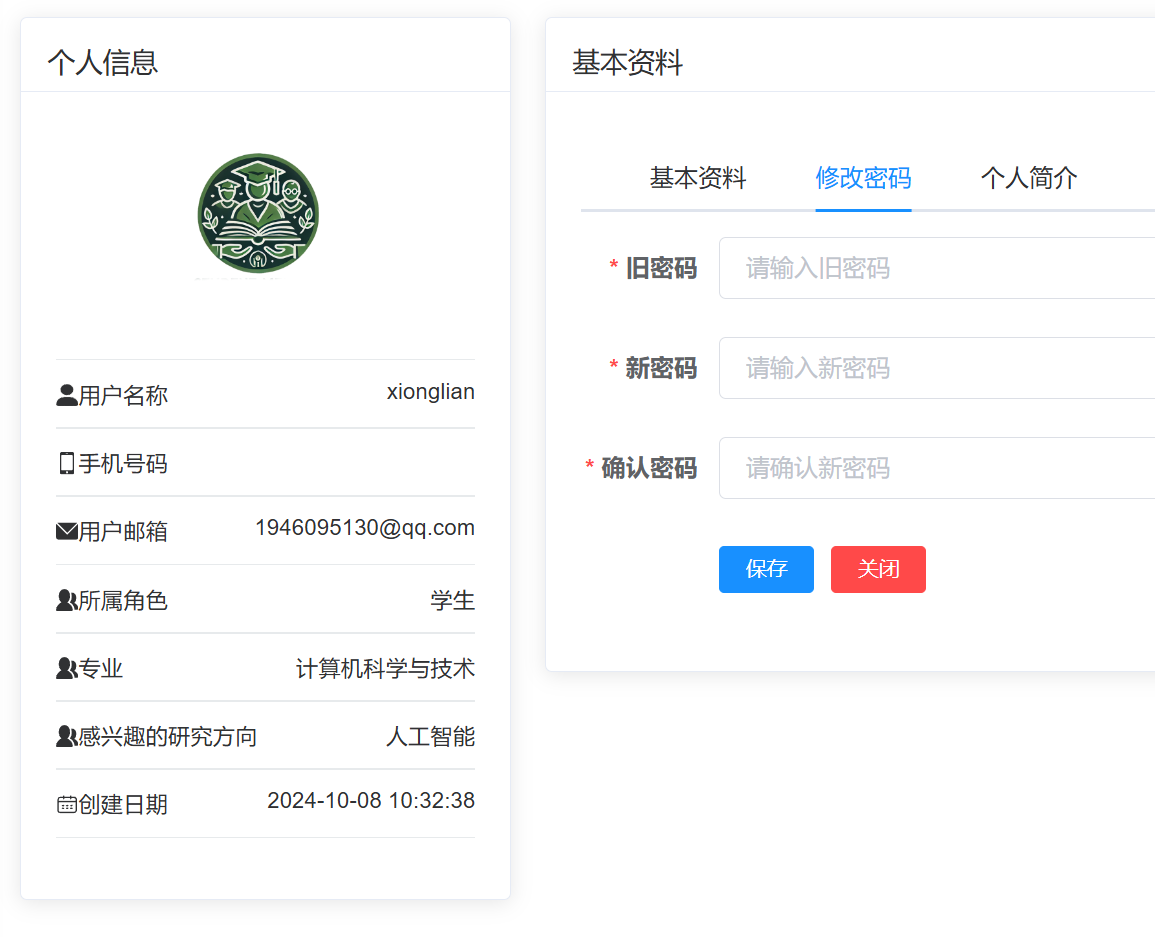 个人信息
用户名称 xionglian
手机号码
用户邮箱 1946095130@qq.com
所属角色 学生
专业 计算机科学与技术
感兴趣的研究方向 人工智能
创建日期 2024-10-08 10:32:38
基本资料
基本资料 修改密码 个人简介
* 旧密码 请输入旧密码
* 新密码 请输入新密码
* 确认密码 请确认新密码
保存 关闭